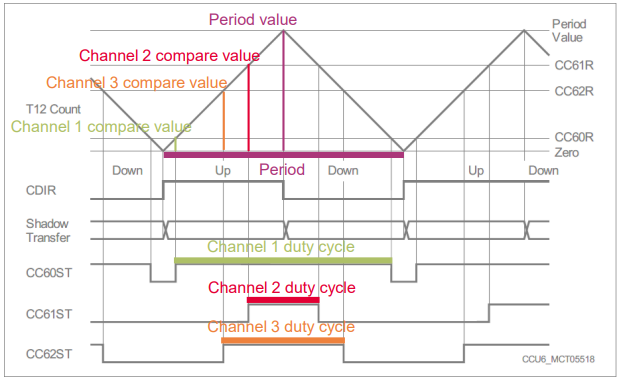 Period value
Period
Value
Channel 2 compare value
CC61R
Channel 3 compare value
CC62R
T12 Count
Channel 1 compare value
CC60R
Zero
Down
Up
Period
Down
Up
Down
CDIR
Shadow
Transfer
Channel 1 duty cycle
CC60ST
Channel 2 duty cycle
CC61ST
Channel 3 duty cycle
CC62ST
CCU6_MCT05518